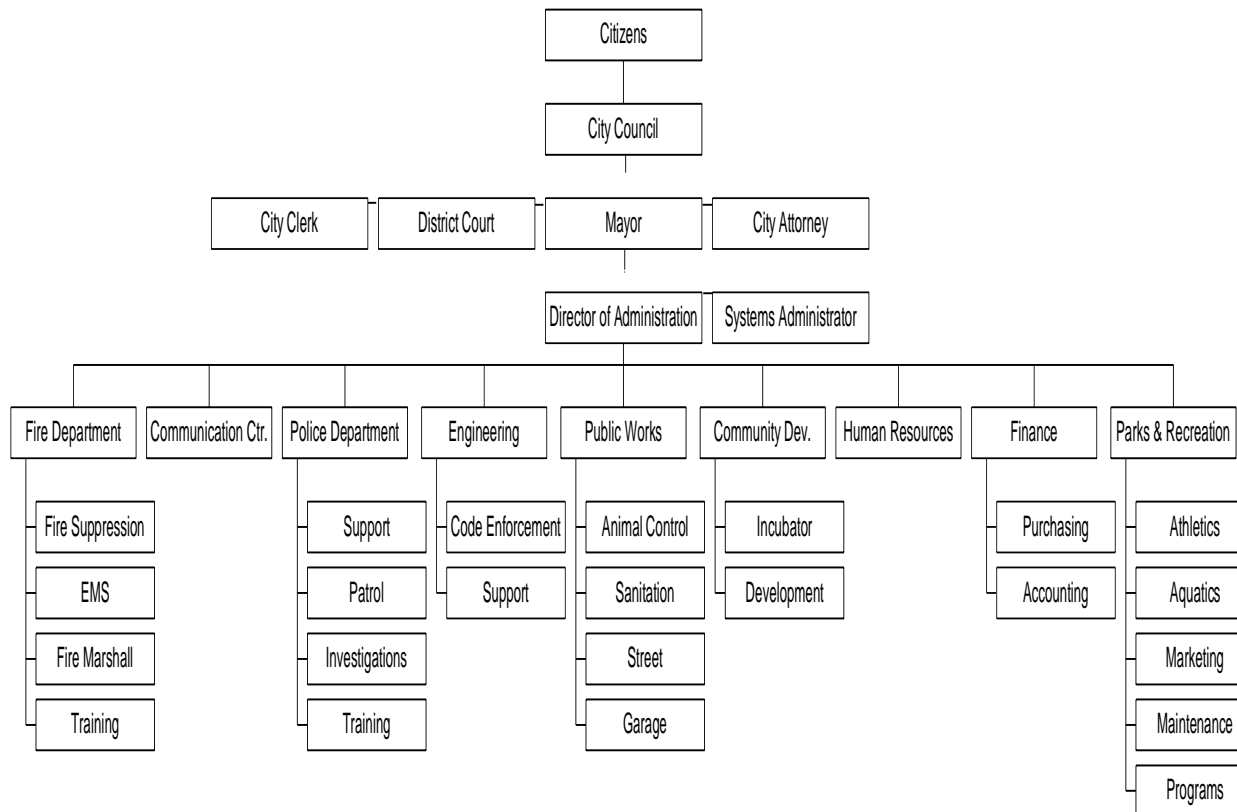 Citizens
City Council
City Clerk
District Court
Mayor
City Attorney
Director of Administration
Systems Administrator
Fire Department
Communication Ctr.
Police Department
Engineering
Public Works
Community Dev.
Human Resources
Finance
Parks & Recreation
Fire Suppression
Support
Code Enforcement
Animal Control
Incubator
Purchasing
Athletics
EMS
Patrol
Support
Sanitation
Development
Accounting
Aquatics
Fire Marshall
Investigations
Street
Marketing
Training
Training
Garage
Maintenance
Programs